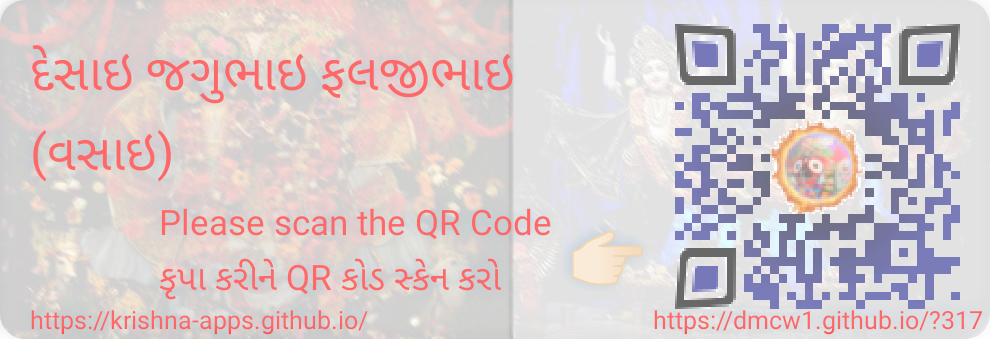 દેસાઇ જગુભાઇ ફલજીભાઇ
(વસાઇ)
Please scan the QR Code
કૃપા કરીને QR કોડ સ્કેન કરો
https://krishna-apps.github.io/
https://dmcw1.github.io/?317